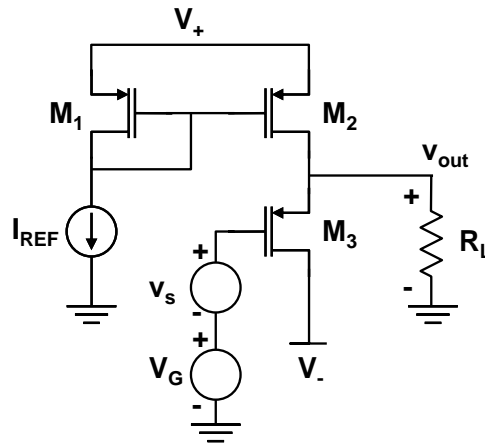 V+
M1
M2
vout
+
IREF
M3
RL
+
vs
-
-
+
VG
V-
-